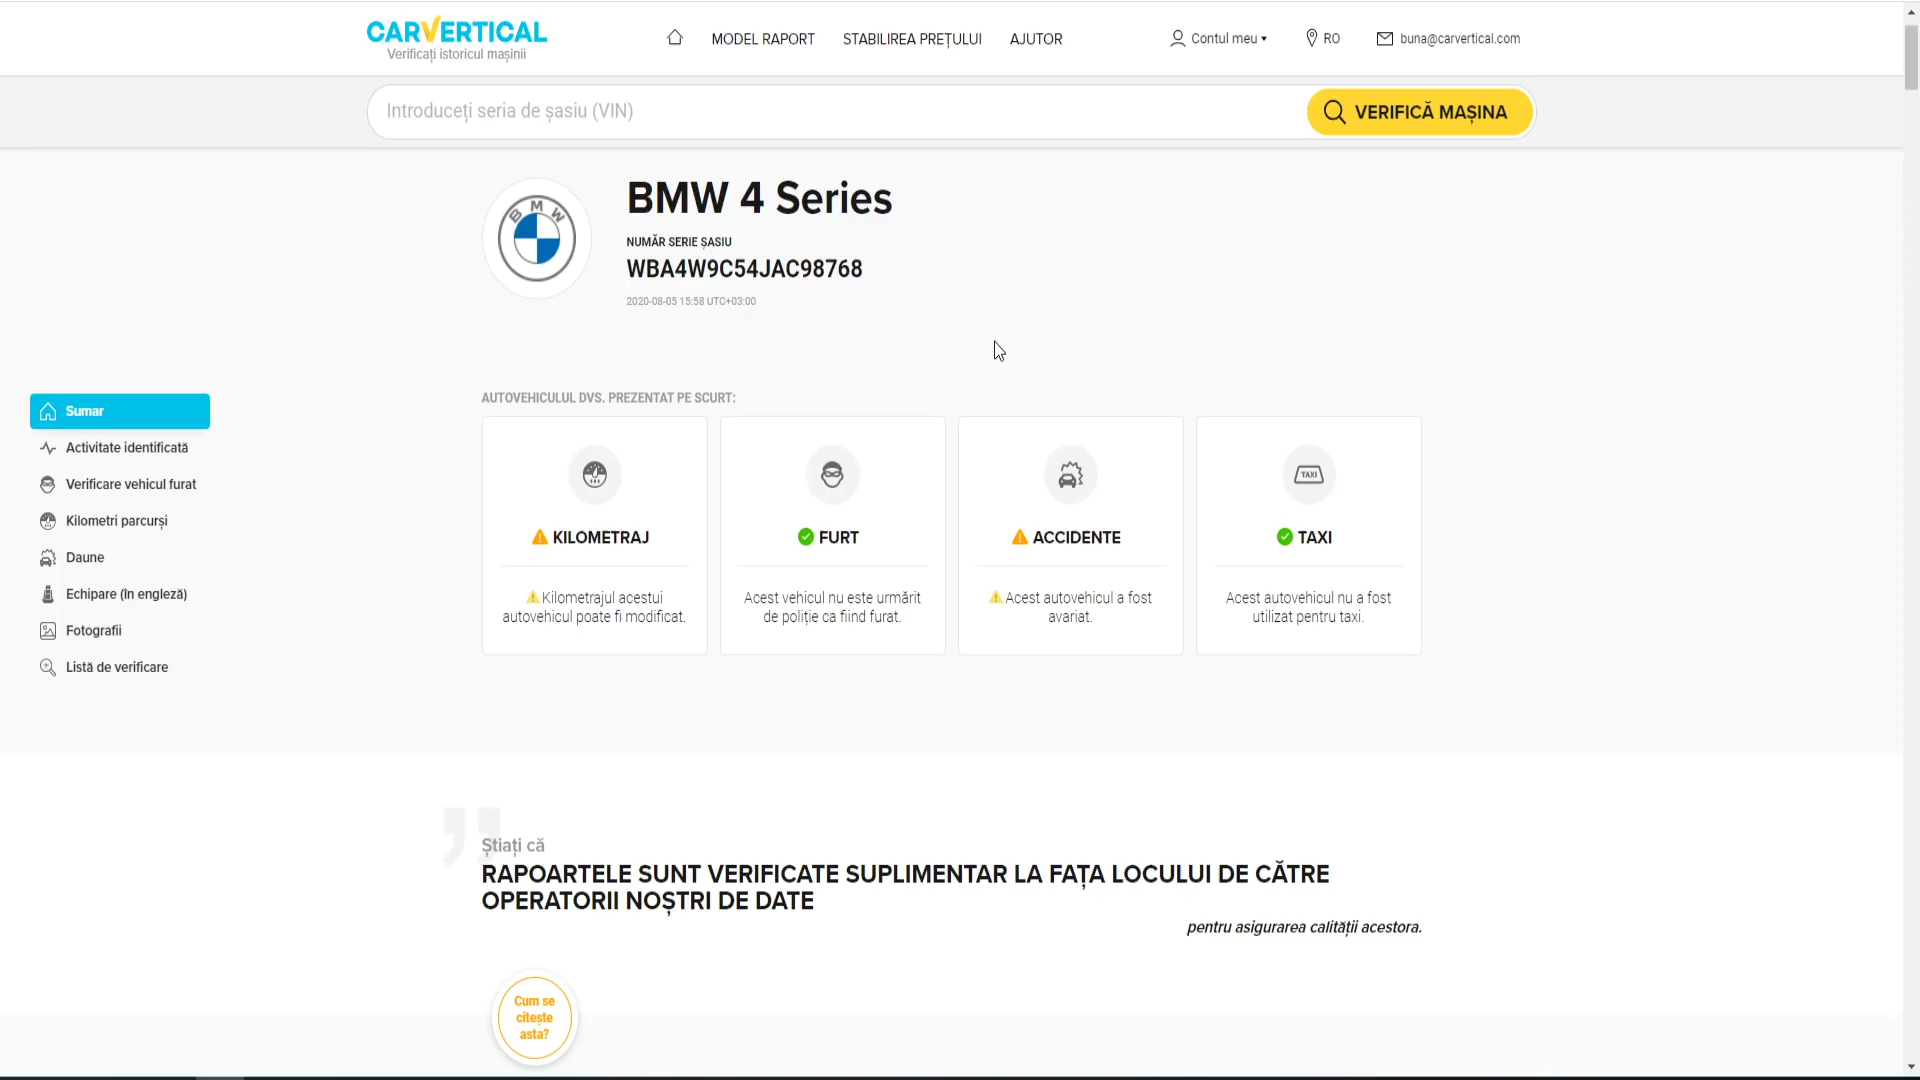 CARVERTICAL
Verificați istoricul mașinii
MODEL RAPORT
STABILIREA PREȚULUI
AJUTOR
Contul meu
RO
buna@carvertical.com
Introduceți seria de șasiu (VIN)
VERIFICĂ MAȘINA
BMW
BMW 4 Series
NUMĂR SERIE ȘASIU
WBA4W9C54JAC98768
2020-08-05 15:58 UTC+03:00
Sumar
Activitate identificată
Verificare vehicul furat
Kilometri parcurși
Daune
Echipare (în engleză)
Fotografii
Listă de verificare
AUTOVEHICULUL DVS. PREZENTAT PE SCURT:
KILOMETRAJ
Kilometrajul acestui
autovehicul poate fi modificat.
FURT
Acest vehicul nu este urmărit
de poliție ca fiind furat.
ACCIDENTE
Acest autovehicul a fost
avariat.
TAXI
TAXI
Acest autovehicul nu a fost
utilizat pentru taxi.
Știați că
RAPOARTELE SUNT VERIFICATE SUPLIMENTAR LA FAȚA LOCULUI DE CĂTRE
OPERATORII NOȘTRI DE DATE
pentru asigurarea calității acestora.
Cum se
citește
asta?